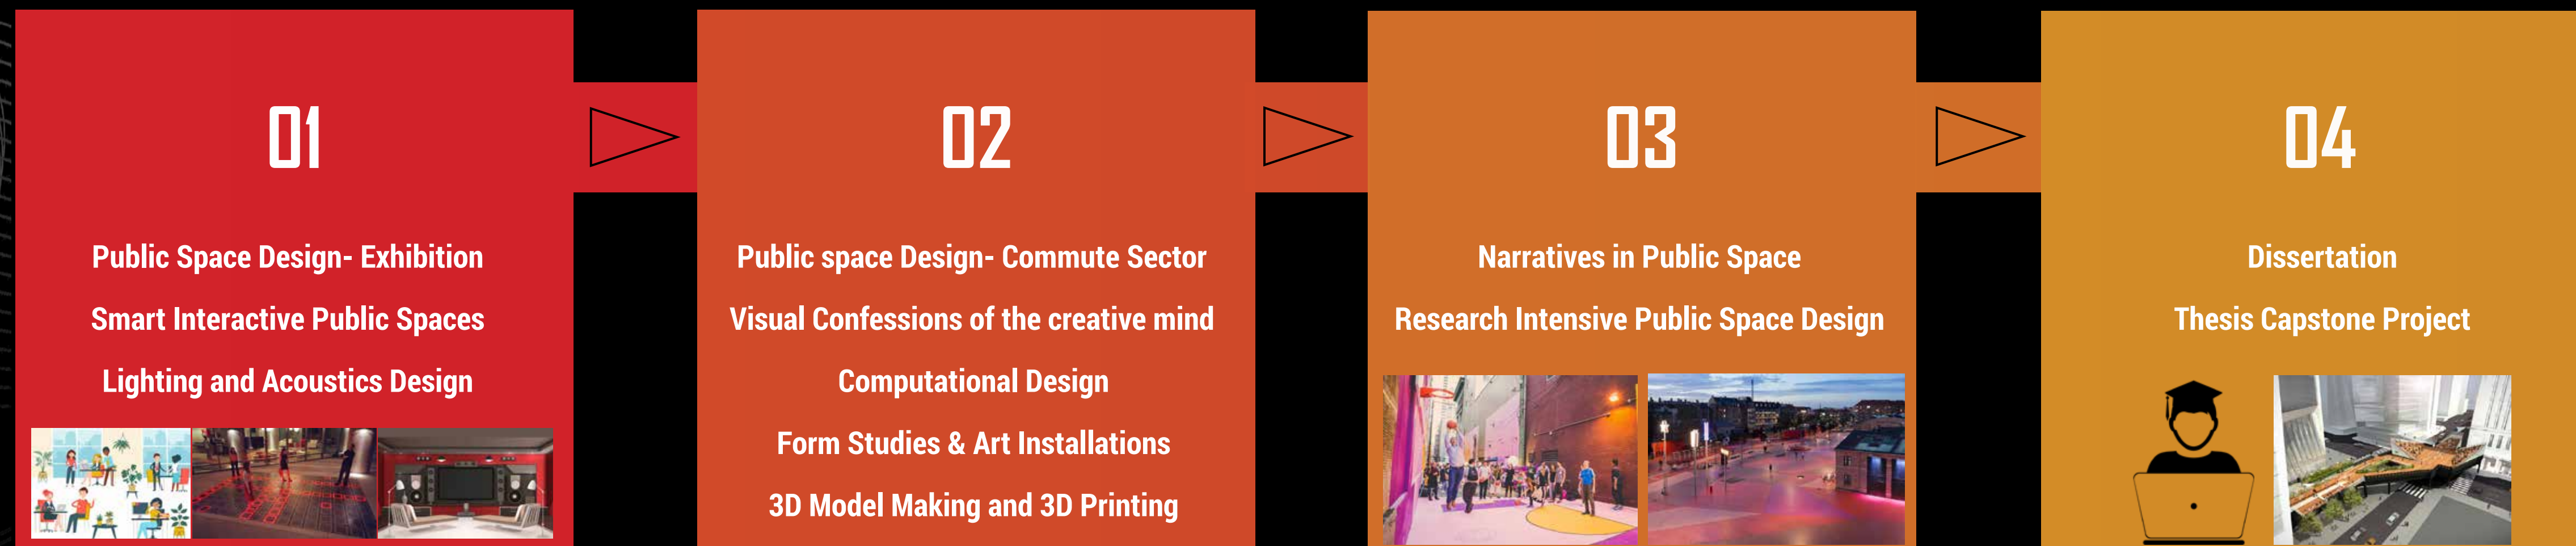 01
Public Space Design- Exhibition
Smart Interactive Public Spaces
Lighting and Acoustics Design
02
Public space Design- Commute Sector
Visual Confessions of the creative mind
Computational Design
Form Studies & Art Installations
3D Model Making and 3D Printing
03
Narratives in Public Space
Research Intensive Public Space Design
04
Dissertation
Thesis Capstone Project